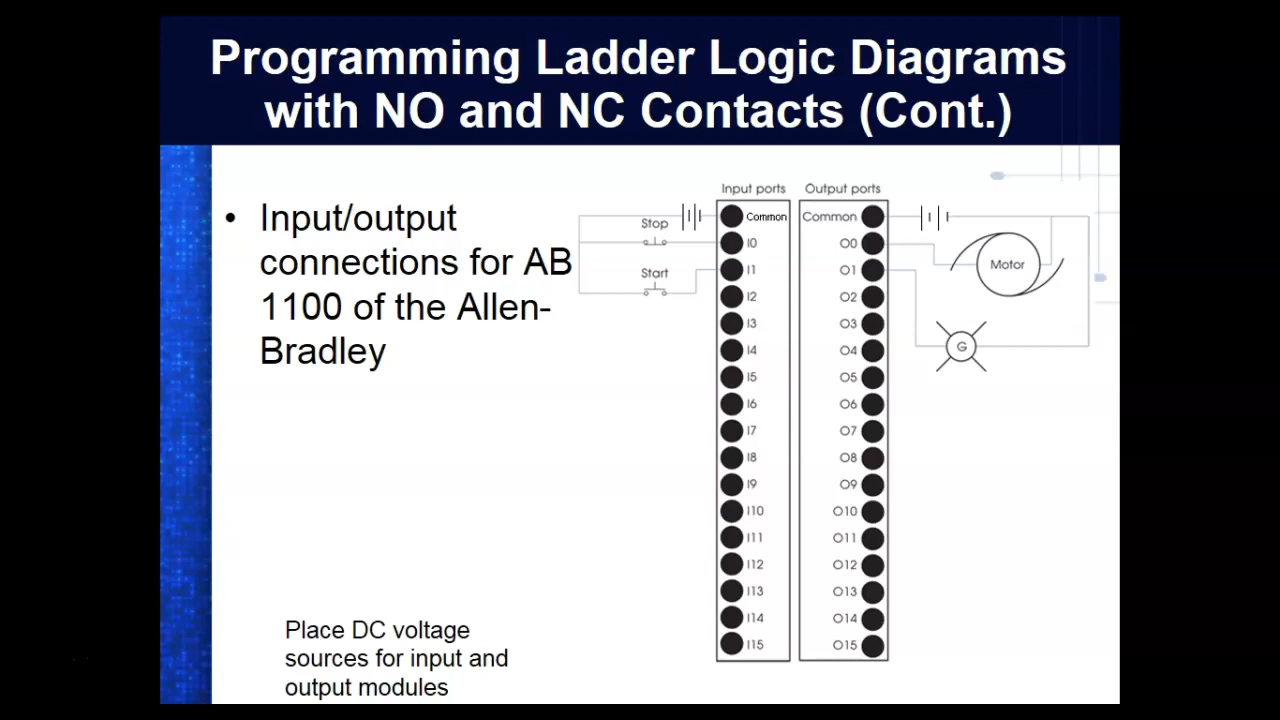 Programming Ladder Logic Diagrams
with NO and NC Contacts (Cont.)
• Input/output
connections for AB
1100 of the Allen-
Bradley
Place DC voltage
sources for input and
output modules
Input ports
Output ports
Stop
Start
Common
I0
I1
I2
I3
I4
I5
I6
I7
I8
I9
I10
I11
I12
I13
I14
I15
Common
O0
O1
O2
O3
O4
O5
O6
O7
O8
O9
O10
O11
O12
O13
O14
O15
Motor
G